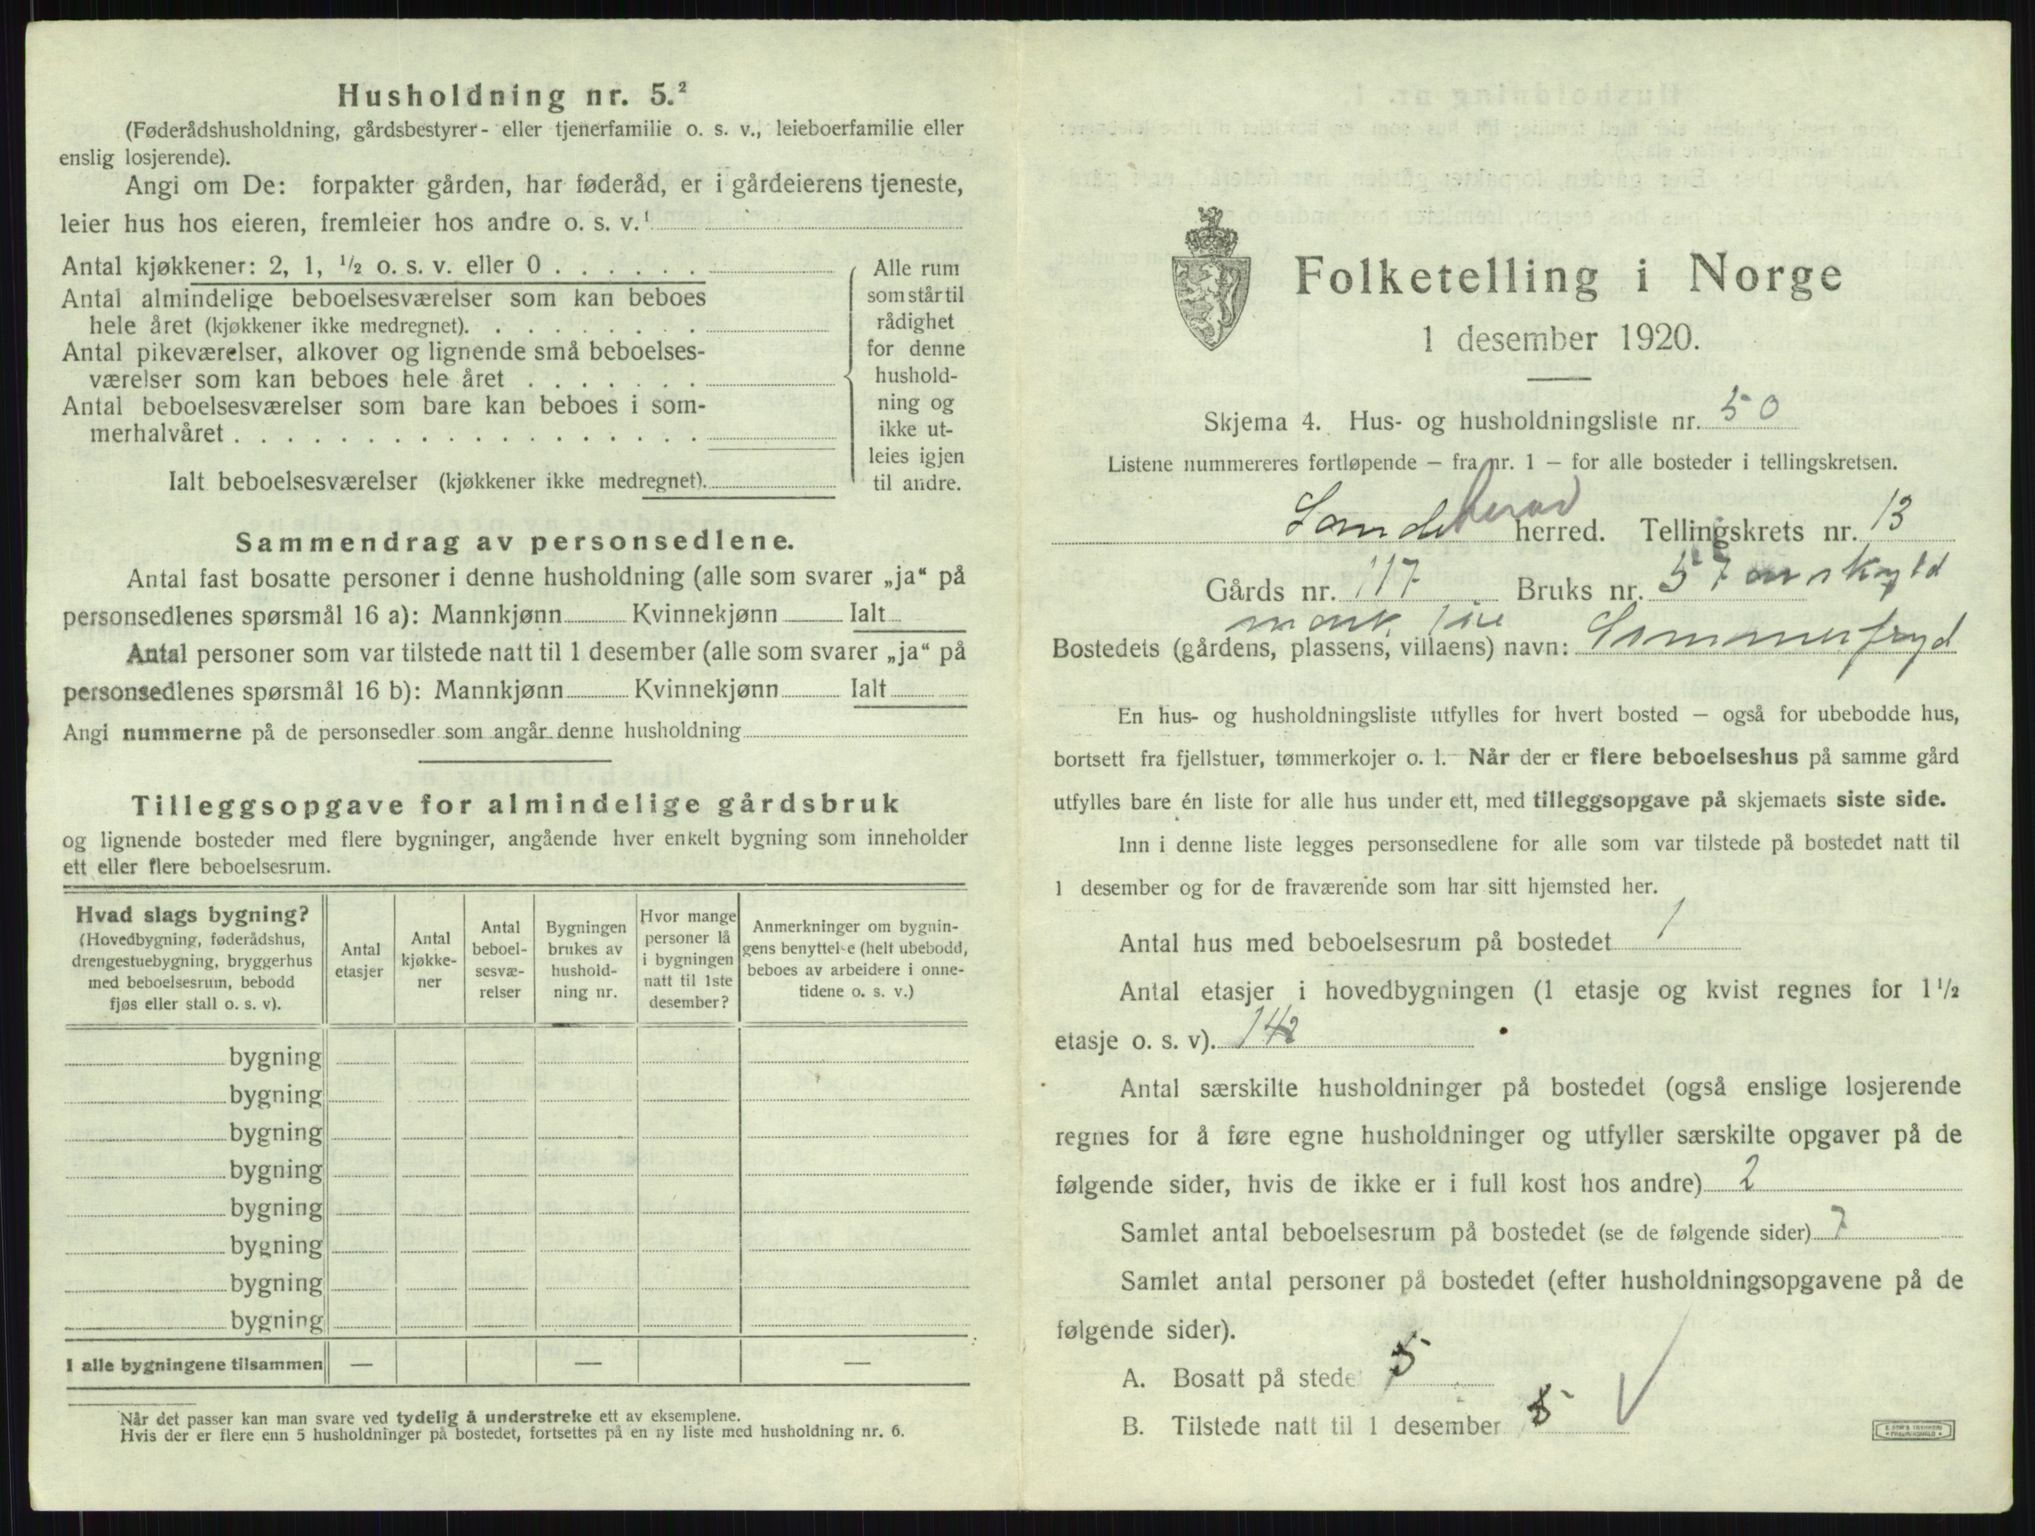 Husholdning nr. 5.²
(Føderådshusholdning, gårdsbestyrer- eller tjenerfamilie o. s. v., leieboerfamilie eller
enslig losjerende).
Angi om De: forpakter gården, har føderåd, er i gårdeierens tjeneste,
leier hus hos eieren, fremleier hos andre o. s. v.¹
Antal kjøkkener: 2, 1, ½ o. s. v. eller 0 . . . . . .
Antal almindelige beboelsesværelser som kan beboes
hele året (kjøkkener ikke medregnet). . . . . . . . .
Antal pikeværelser, alkover og lignende små beboelses-
værelser som kan beboes hele året . . . . . . .
Antal beboelsesværelser som bare kan beboes i som-
merhalvåret . . . . . . . . . . . . . . . . .
Ialt beboelsesværelser (kjøkkener ikke medregnet).
Alle rum
som står til
rådighet
for denne
hushold-
ning og
ikke ut-
leies igjen
til andre.
Sammendrag av personsedlene.
Antal fast bosatte personer i denne husholdning (alle som svarer „ja“ på
personsedlenes spørsmål 16 a): Mannkjønn Kvinnekjønn Ialt
Antal personer som var tilstede natt til 1 desember (alle som svarer „ja“ på
personsedlenes spørsmål 16 b): Mannkjønn Kvinnekjønn Ialt
Angi nummerne på de personsedler som angår denne husholdning
Tilleggsopgave for almindelige gårdsbruk
og lignende bosteder med flere bygninger, angående hver enkelt bygning som inneholder
ett eller flere beboelsesrum.
Hvad slags bygning?
(Hovedbygning, føderådshus,
drengestuebygning, bryggerhus
med beboelsesrum, bebodd
fjøs eller stall o. s. v).
Antal
etasjer
Antal
kjøkke-
ner
Antal
beboel-
sesvæ-
relser
Bygningen
brukes av
hushold-
ning nr.
Hvor mange
personer lå
i bygningen
natt til 1ste
desember?
Anmerkninger om bygnin-
gens benyttelse (helt ubebodd,
beboes av arbeidere i onne-
tidene o. s. v.)
bygning
bygning
bygning
bygning
bygning
bygning
bygning
bygning
I alle bygningene tilsammen — — —
Når det passer kan man svare ved tydelig å understreke ett av eksemplene.
Hvis der er flere enn 5 husholdninger på bostedet, fortsettes på en ny liste med husholdning nr. 6.
Folketelling i Norge
1 desember 1920.
Skjema 4. Hus- og husholdningsliste nr. 50
Listene nummereres fortløpende – fra nr. 1 – for alle bosteder i tellingskretsen.
Sandeherad herred. Tellingskrets nr. 13
Gårds nr. 117 Bruks nr. 57 av skyld
mark
Bostedets (gårdens, plassens, villaens) navn: Sommerfryd
En hus- og husholdningsliste utfylles for hvert bosted – også for ubebodde hus,
bortsett fra fjellstuer, tømmerkojer o. l. Når der er flere beboelseshus på samme gård
utfylles bare én liste for alle hus under ett, med tilleggsopgave på skjemaets siste side.
Inn i denne liste legges personsedlene for alle som var tilstede på bostedet natt til
1 desember og for de fraværende som har sitt hjemsted her.
Antal hus med beboelsesrum på bostedet 1
Antal etasjer i hovedbygningen (1 etasje og kvist regnes for 1½
etasje o. s. v). 1½
Antal særskilte husholdninger på bostedet (også enslige losjerende
regnes for å føre egne husholdninger og utfyller særskilte opgaver på de
følgende sider, hvis de ikke er i full kost hos andre) 2
Samlet antal beboelsesrum på bostedet (se de følgende sider) 7
Samlet antal personer på bostedet (efter husholdningsopgavene på de
følgende sider).
A. Bosatt på stedet 5
B. Tilstede natt til 1 desember 5